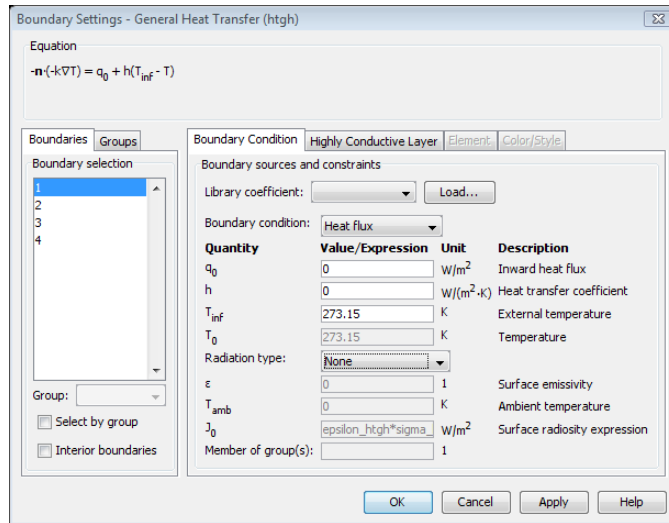 Boundary Settings - General Heat Transfer (htgh)
Equation
-n·(-k∇T) = q₀ + h(T_inf - T)
Boundaries Groups
Boundary selection
1
2
3
4
Group:
Select by group
Interior boundaries
Boundary Condition Highly Conductive Layer Element Color/Style
Boundary sources and constraints
Library coefficient: Load...
Boundary condition: Heat flux
Quantity Value/Expression Unit Description
q₀ 0 W/m² Inward heat flux
h 0 W/(m²·K) Heat transfer coefficient
T_inf 273.15 K External temperature
T₀ 273.15 K Temperature
Radiation type: None
ε 0 1 Surface emissivity
T_amb 0 K Ambient temperature
J₀ epsilon_htgh*sigma_ W/m² Surface radiosity expression
Member of group(s): 1
OK Cancel Apply Help